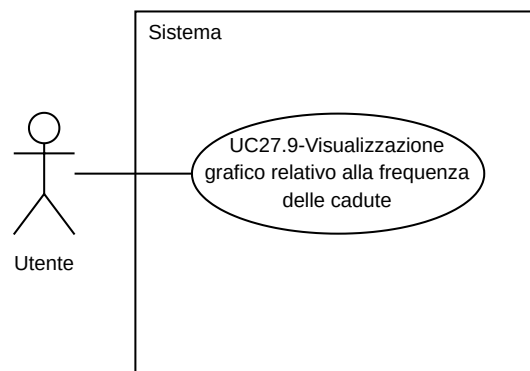 Sistema
UC27.9-Visualizzazione
grafico relativo alla frequenza
delle cadute
Utente